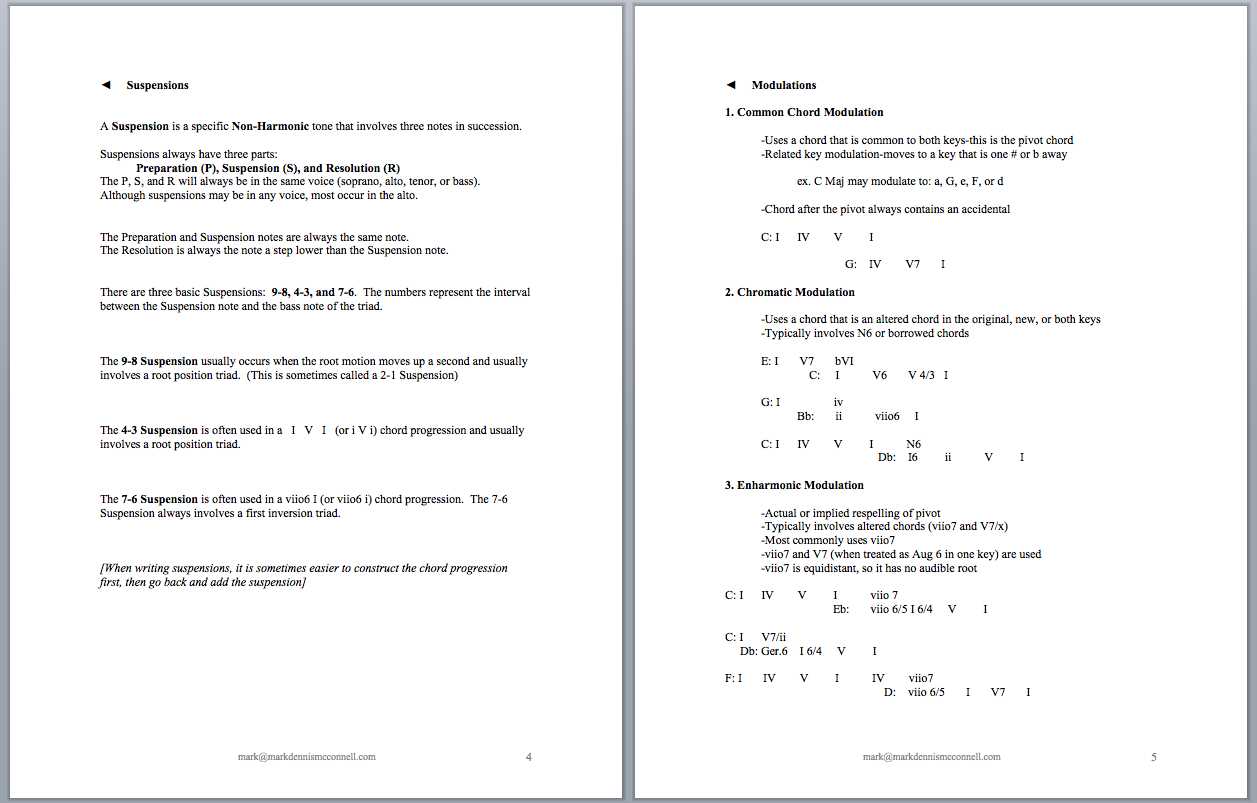 ◄ Suspensions
A Suspension is a specific Non-Harmonic tone that involves three notes in succession.
Suspensions always have three parts:
Preparation (P), Suspension (S), and Resolution (R)
The P, S, and R will always be in the same voice (soprano, alto, tenor, or bass).
Although suspensions may be in any voice, most occur in the alto.
The Preparation and Suspension notes are always the same note.
The Resolution is always the note a step lower than the Suspension note.
There are three basic Suspensions: 9-8, 4-3, and 7-6. The numbers represent the interval
between the Suspension note and the bass note of the triad.
The 9-8 Suspension usually occurs when the root motion moves up a second and usually
involves a root position triad. (This is sometimes called a 2-1 Suspension)
The 4-3 Suspension is often used in a I V I (or i V i) chord progression and usually
involves a root position triad.
The 7-6 Suspension is often used in a viio6 I (or viio6 i) chord progression. The 7-6
Suspension always involves a first inversion triad.
[When writing suspensions, it is sometimes easier to construct the chord progression
first, then go back and add the suspension]
mark@markdennismcconnell.com 4
◄ Modulations
1. Common Chord Modulation
-Uses a chord that is common to both keys-this is the pivot chord
-Related key modulation-moves to a key that is one # or b away
ex. C Maj may modulate to: a, G, e, F, or d
-Chord after the pivot always contains an accidental
C: I IV V I
G: IV V7 I
2. Chromatic Modulation
-Uses a chord that is an altered chord in the original, new, or both keys
-Typically involves N6 or borrowed chords
E: I V7 bVI
C: I V6 V 4/3 I
G: I iv
Bb: ii viio6 I
C: I IV V I N6
Db: I6 ii V I
3. Enharmonic Modulation
-Actual or implied respelling of pivot
-Typically involves altered chords (viio7 and V7/x)
-Most commonly uses viio7
-viio7 and V7 (when treated as Aug 6 in one key) are used
-viio7 is equidistant, so it has no audible root
C: I IV V I viio 7
Eb: viio 6/5 I 6/4 V I
C: I V7/ii
Db: Ger.6 I 6/4 V I
F: I IV V I IV viio7
D: viio 6/5 I V7 I
mark@markdennismcconnell.com 5